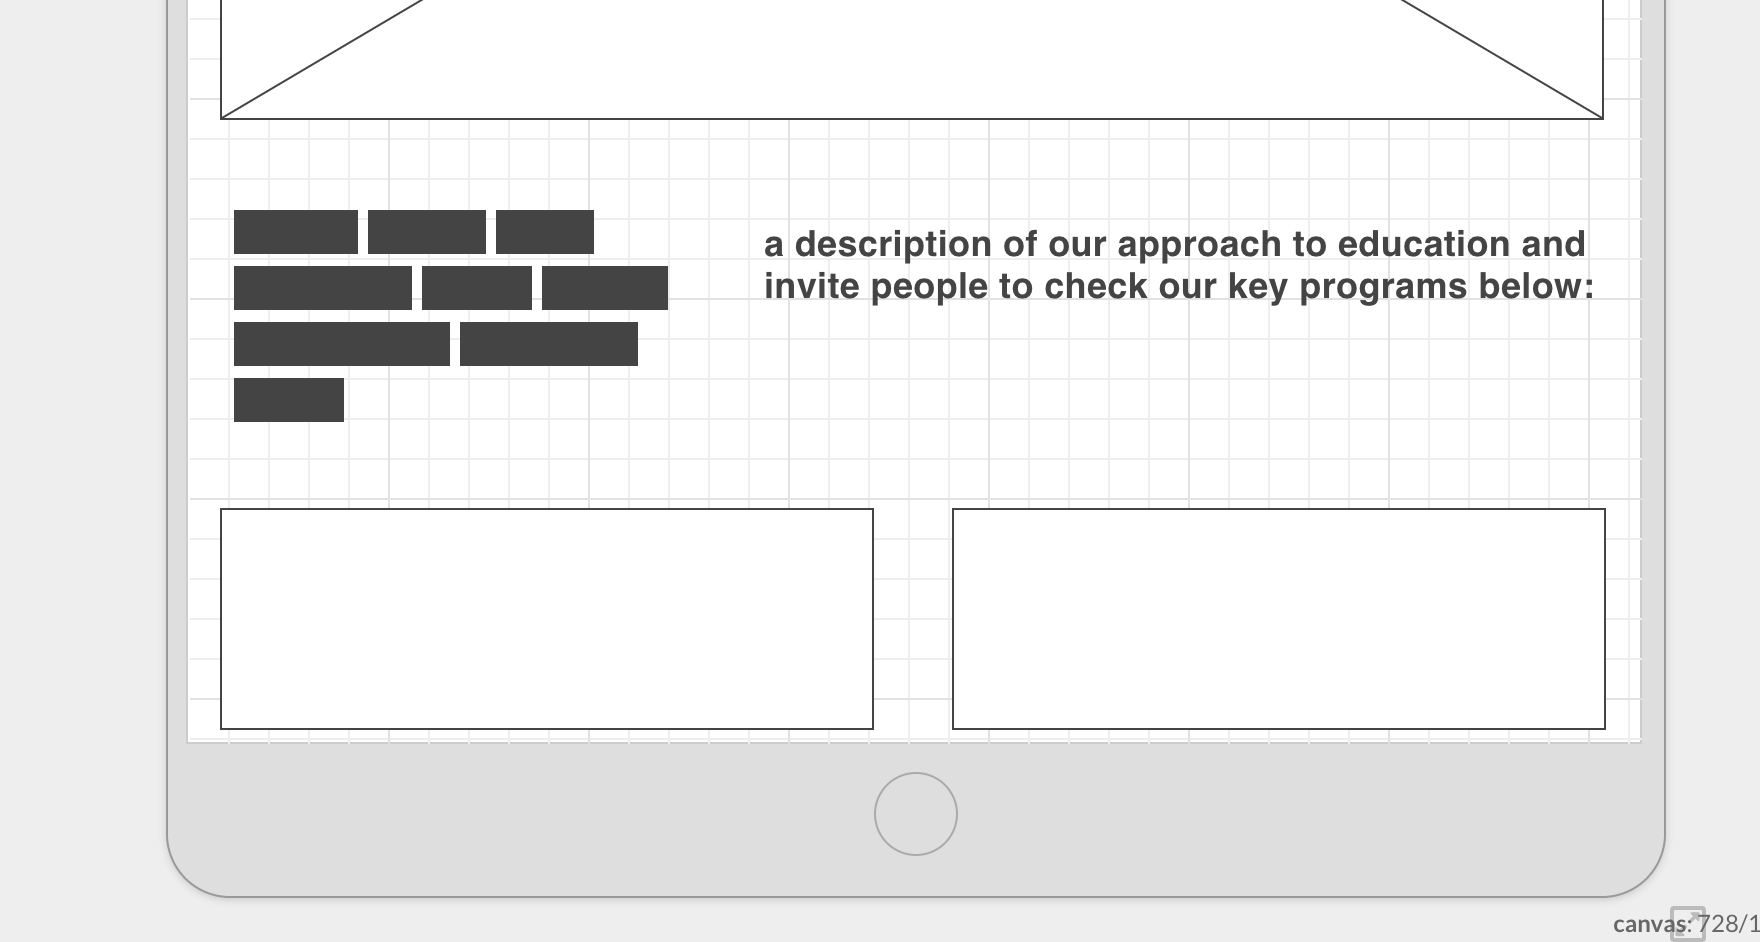 a description of our approach to education and
invite people to check our key programs below:
canvas: 728/1